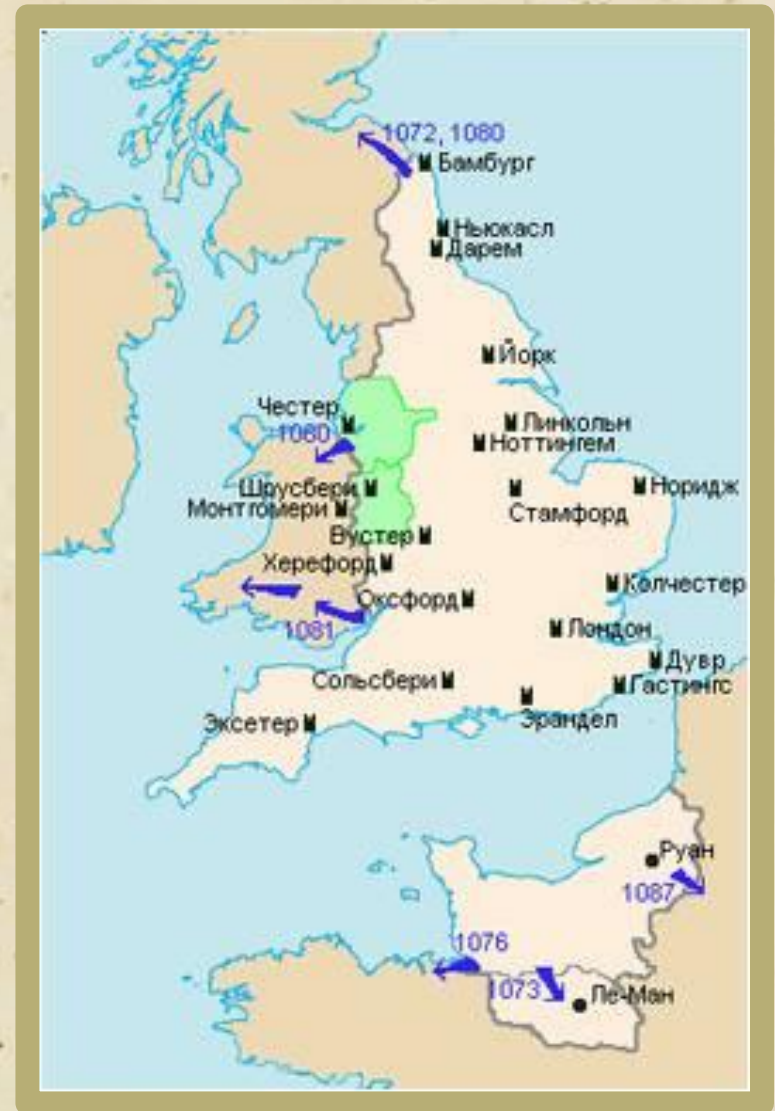 1072, 1080
Бамбург
Ньюкасл
Дарем
Йорк
Честер
1080
Линкольн
Ноттингем
Шрусбери
Монтгомери
Норидж
Стамфорд
Вустер
Херефорд
Колчестер
Оксфорд
1081
Лондон
Дувр
Гастингс
Сольсбери
Эрандел
Эксетер
Руан
1087
1076
1073
Ле-Ман